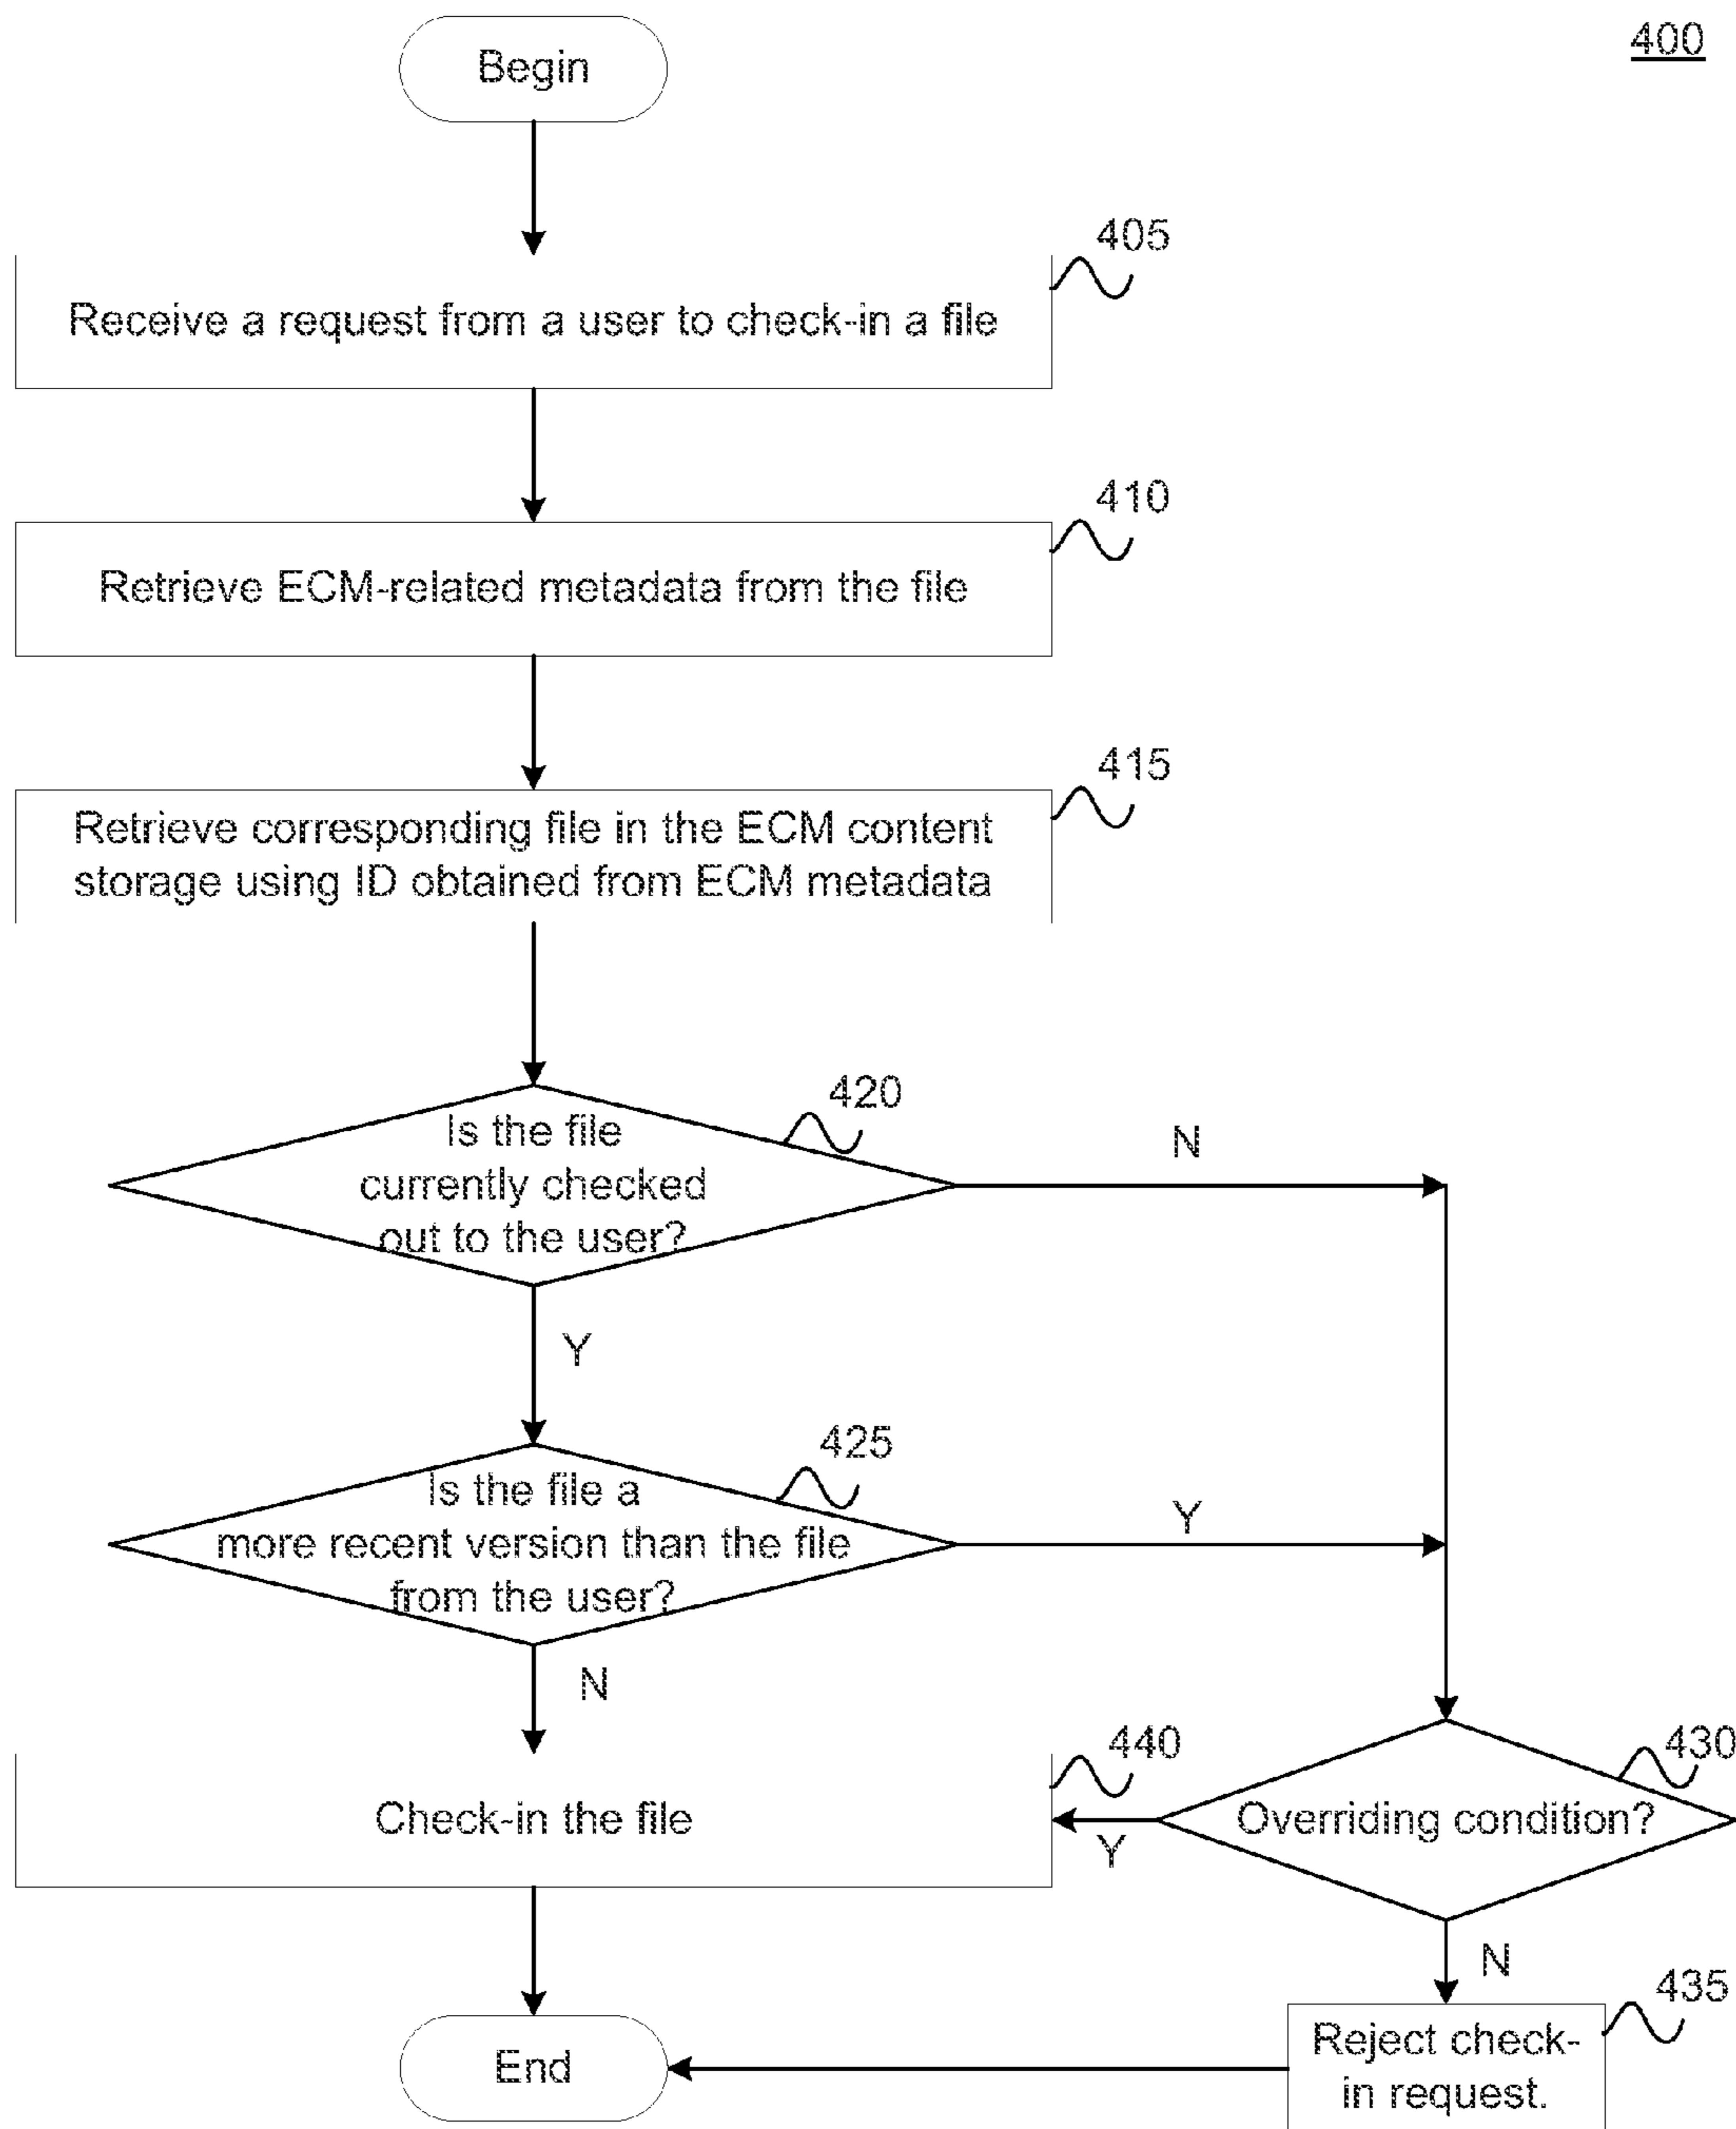 400
Begin
405
Receive a request from a user to check-in a file
410
Retrieve ECM-related metadata from the file
415
Retrieve corresponding file in the ECM content
storage using ID obtained from ECM metadata
420
Is the file
currently checked
out to the user?
N
Y
425
Is the file a
more recent version than the file
from the user?
Y
N
440
Check-in the file
430
Overriding condition?
Y
N
435
Reject check-
in request.
End